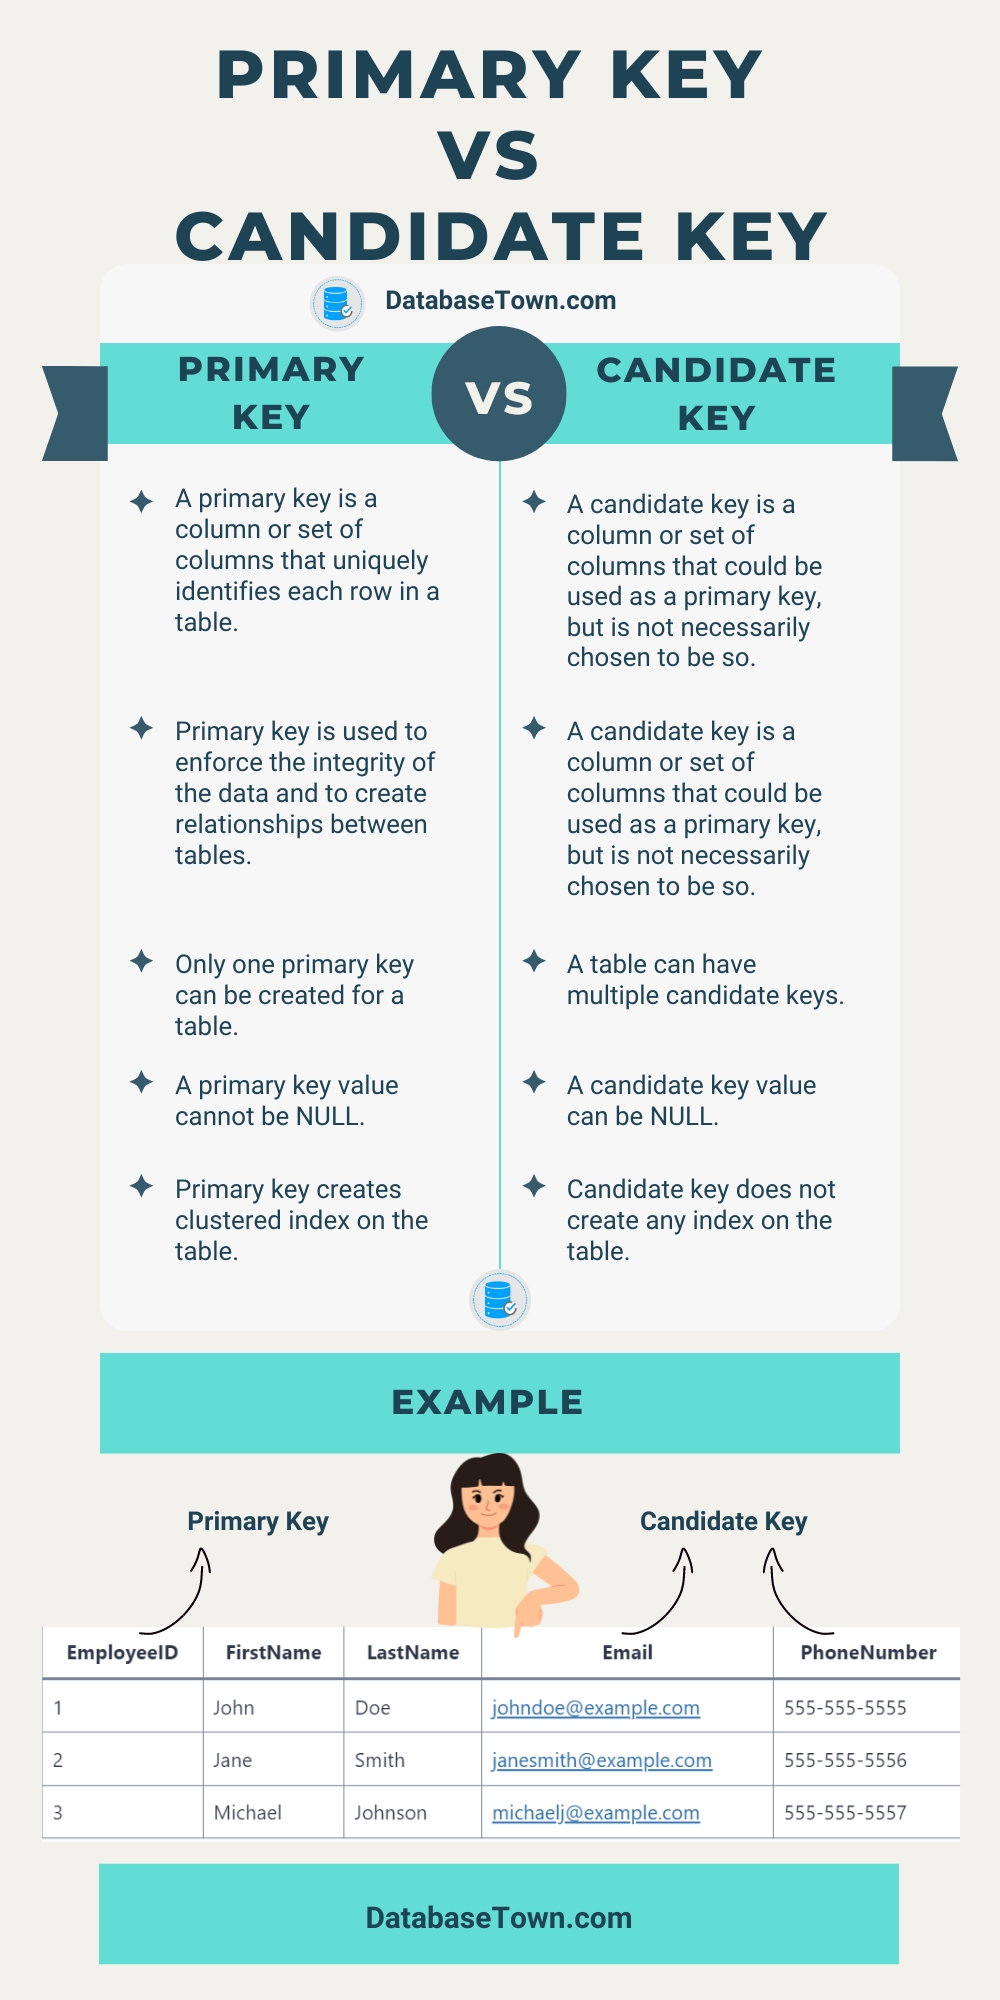 PRIMARY KEY
VS
CANDIDATE KEY
DatabaseTown.com
PRIMARY
KEY
VS
CANDIDATE
KEY
A primary key is a
column or set of
columns that uniquely
identifies each row in a
table.
A candidate key is a
column or set of
columns that could be
used as a primary key,
but is not necessarily
chosen to be so.
Primary key is used to
enforce the integrity of
the data and to create
relationships between
tables.
A candidate key is a
column or set of
columns that could be
used as a primary key,
but is not necessarily
chosen to be so.
Only one primary key
can be created for a
table.
A table can have
multiple candidate keys.
A primary key value
cannot be NULL.
A candidate key value
can be NULL.
Primary key creates
clustered index on the
table.
Candidate key does not
create any index on the
table.
EXAMPLE
Primary Key
Candidate Key
EmployeeID FirstName LastName Email PhoneNumber
1 John Doe johndoe@example.com 555-555-5555
2 Jane Smith janesmith@example.com 555-555-5556
3 Michael Johnson michaelj@example.com 555-555-5557
DatabaseTown.com